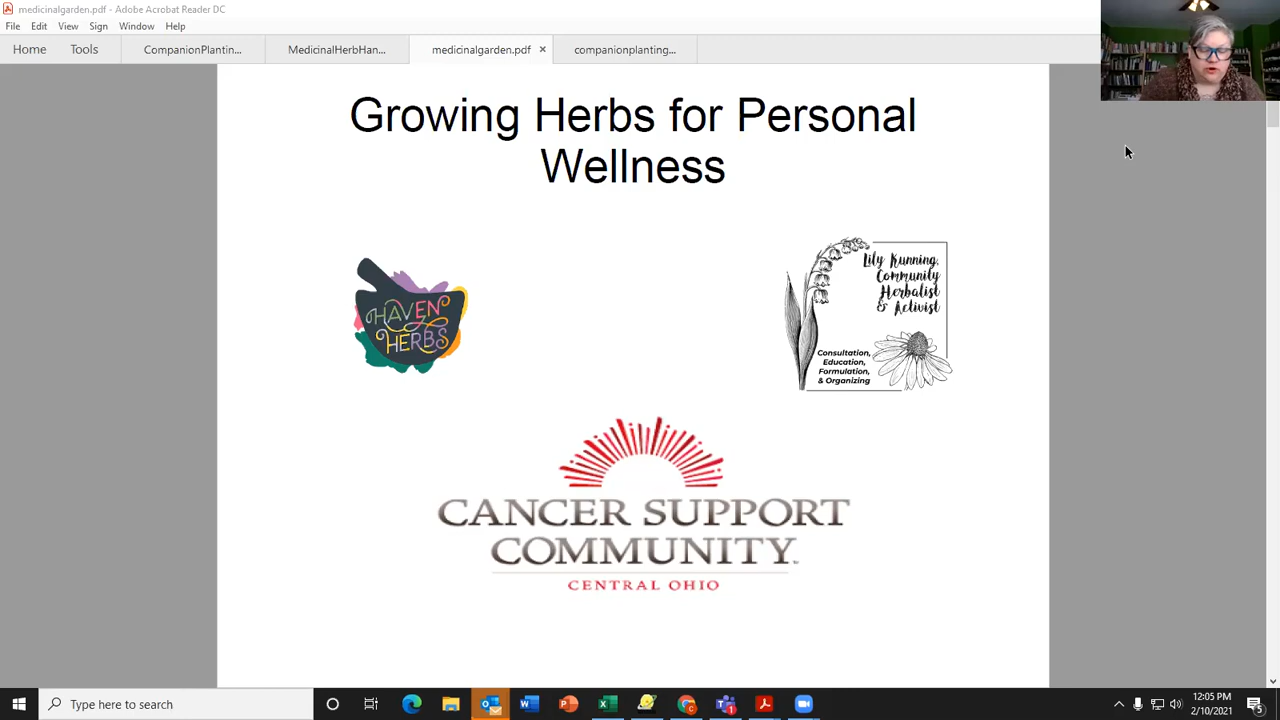 medicinalgarden.pdf - Adobe Acrobat Reader DC
File Edit View Sign Window Help
Home Tools CompanionPlantin... MedicinalHerbHan... medicinalgarden.pdf × companionplanting...
Growing Herbs for Personal
Wellness
HAVEN
HERBS
Lily Kunning,
Community
Herbalist
& Activist
Consultation,
Education,
Formulation,
& Organizing
CANCER SUPPORT
COMMUNITY
CENTRAL OHIO
Type here to search
12:05 PM
2/10/2021